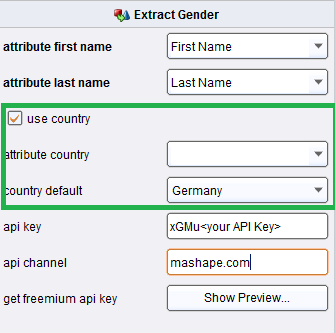 Extract Gender
attribute first name First Name
attribute last name Last Name
use country
attribute country
country default Germany
api key xGMu<your API Key>
api channel mashape.com
get freemium api key Show Preview...